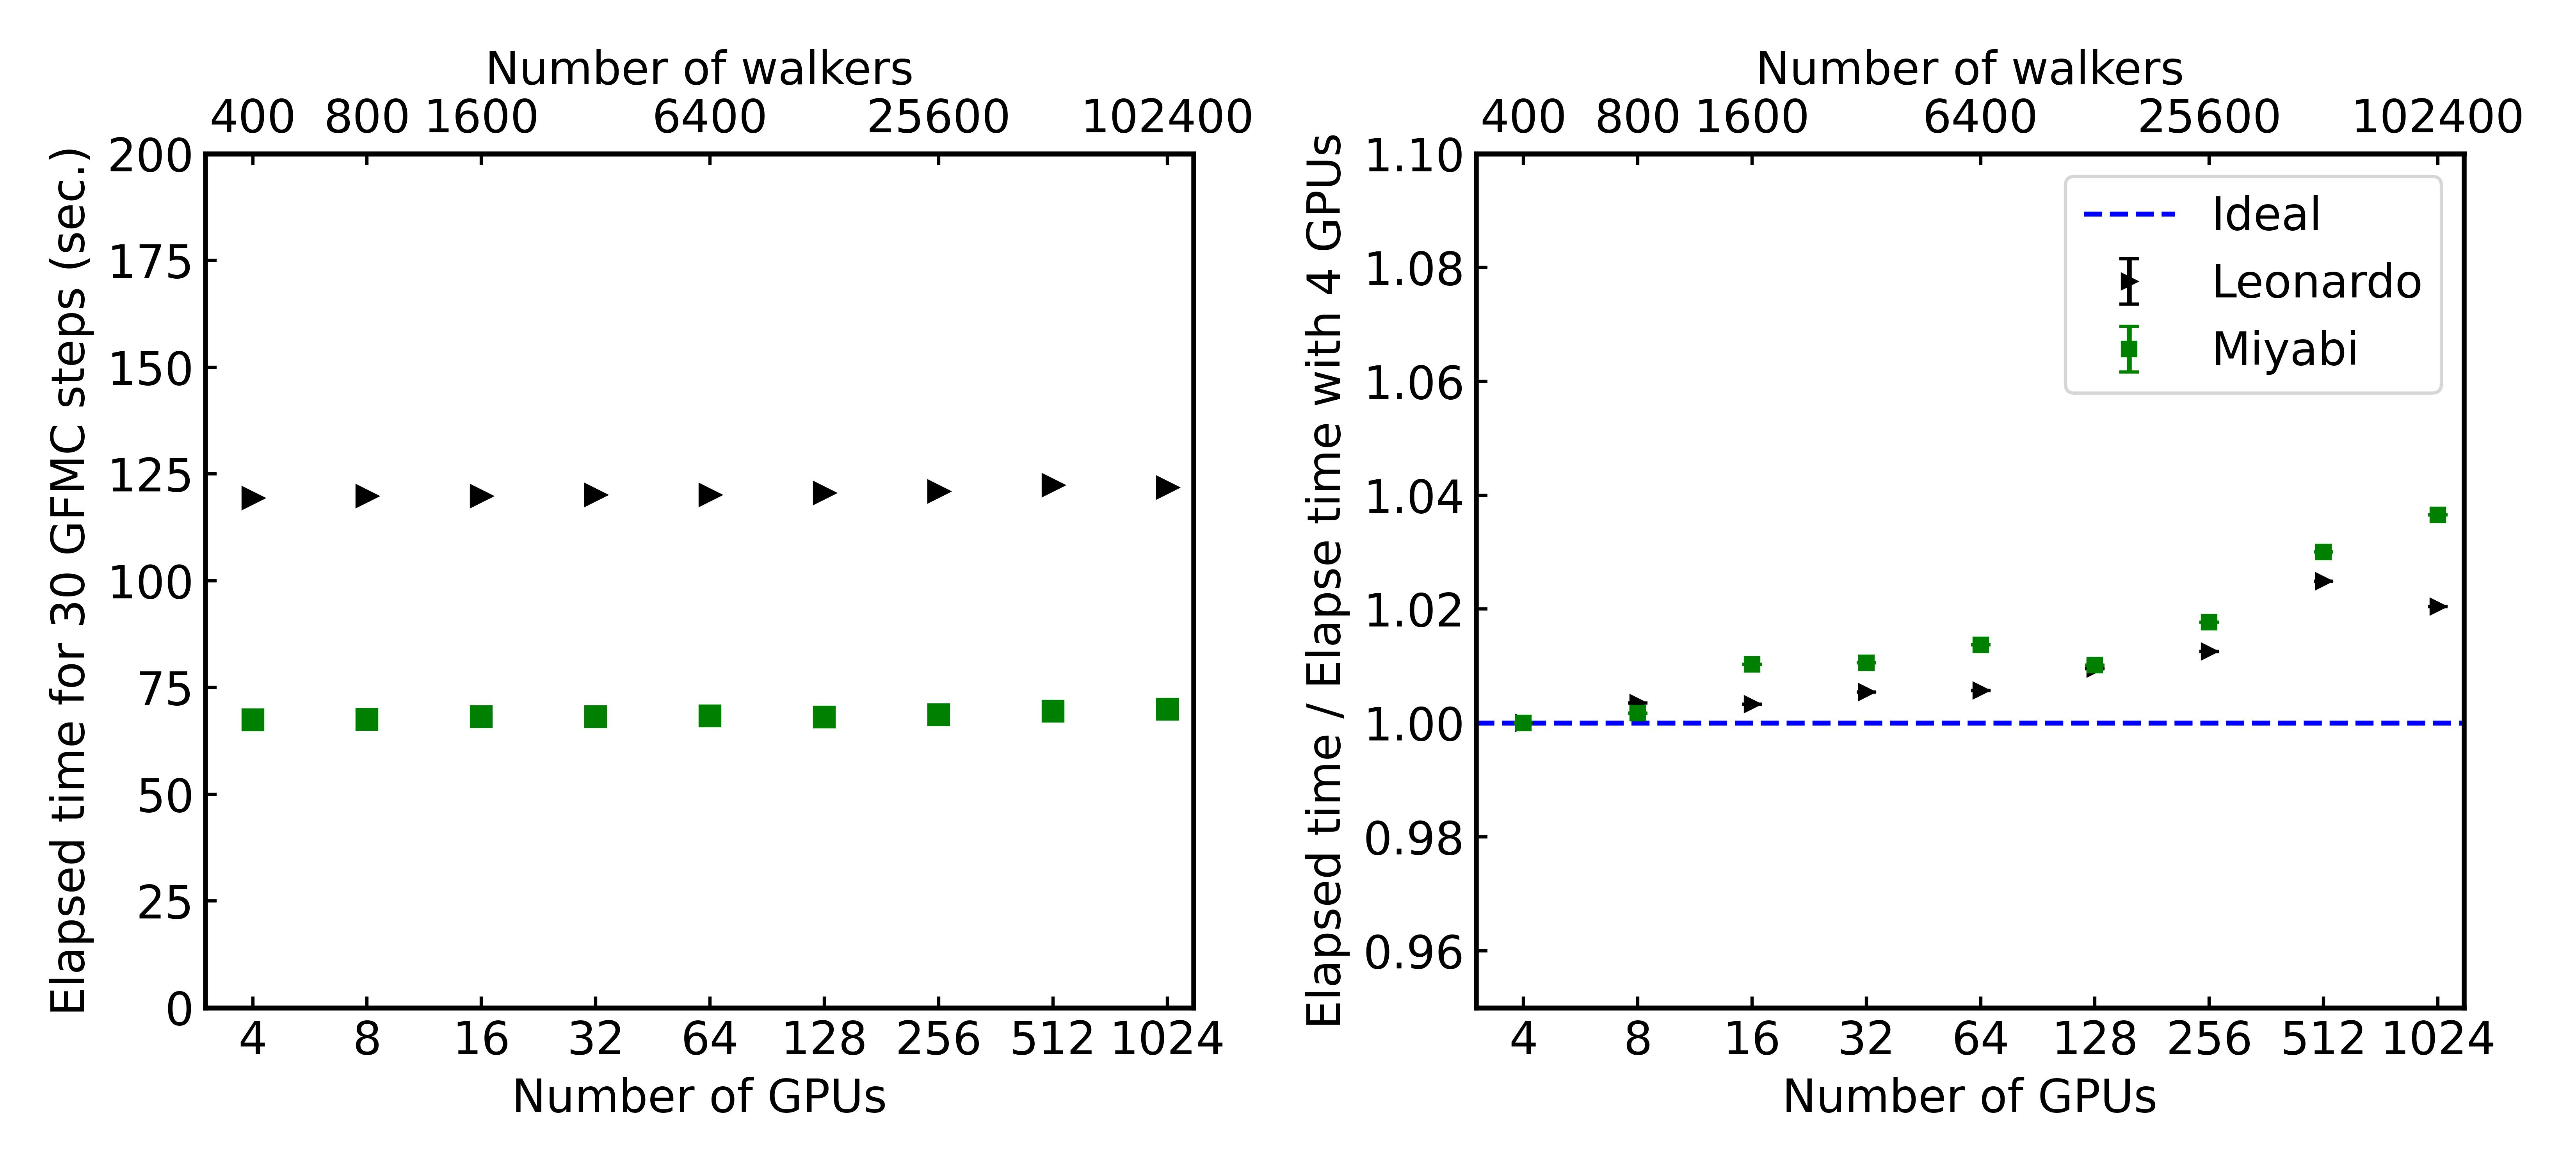 Number of walkers
400 800 1600 6400 25600 102400
Elapsed time for 30 GFMC steps (sec.)
200
175
150
125
100
75
50
25
0
4 8 16 32 64 128 256 512 1024
Number of GPUs
Number of walkers
400 800 1600 6400 25600 102400
Elapsed time / Elapse time with 4 GPUs
1.10
1.08
1.06
1.04
1.02
1.00
0.98
0.96
Ideal
Leonardo
Miyabi
4 8 16 32 64 128 256 512 1024
Number of GPUs